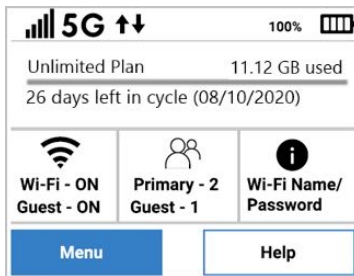 5G 100%
Unlimited Plan 11.12 GB used
26 days left in cycle (08/10/2020)
Wi-Fi - ON Primary - 2 Wi-Fi Name/
Guest - ON Guest - 1 Password
Menu Help